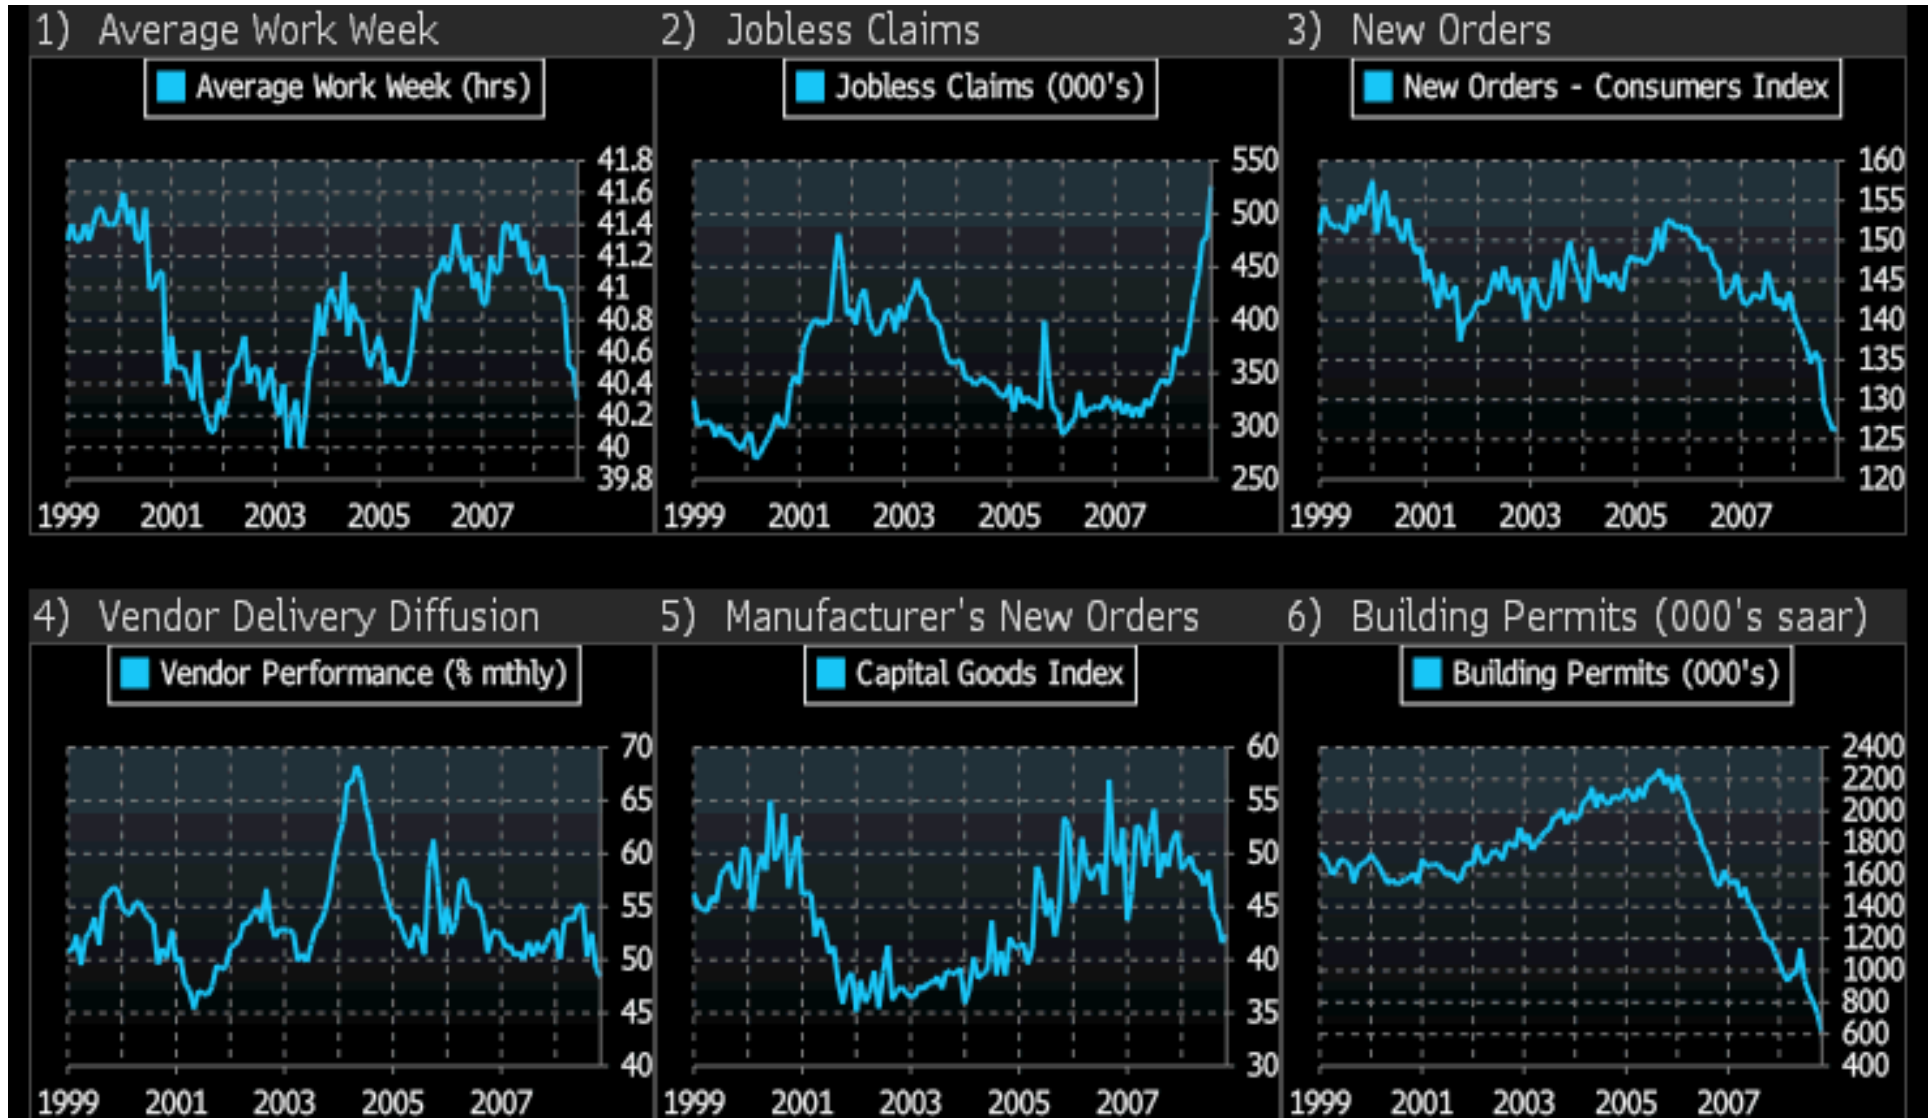 1) Average Work Week
Average Work Week (hrs)
41.8
41.6
41.4
41.2
41
40.8
40.6
40.4
40.2
40
39.8
1999 2001 2003 2005 2007
2) Jobless Claims
Jobless Claims (000's)
550
500
450
400
350
300
250
1999 2001 2003 2005 2007
3) New Orders
New Orders - Consumers Index
160
155
150
145
140
135
130
125
120
1999 2001 2003 2005 2007
4) Vendor Delivery Diffusion
Vendor Performance (% mthly)
70
65
60
55
50
45
40
1999 2001 2003 2005 2007
5) Manufacturer's New Orders
Capital Goods Index
60
55
50
45
40
35
30
1999 2001 2003 2005 2007
6) Building Permits (000's saar)
Building Permits (000's)
2400
2200
2000
1800
1600
1400
1200
1000
800
600
400
1999 2001 2003 2005 2007